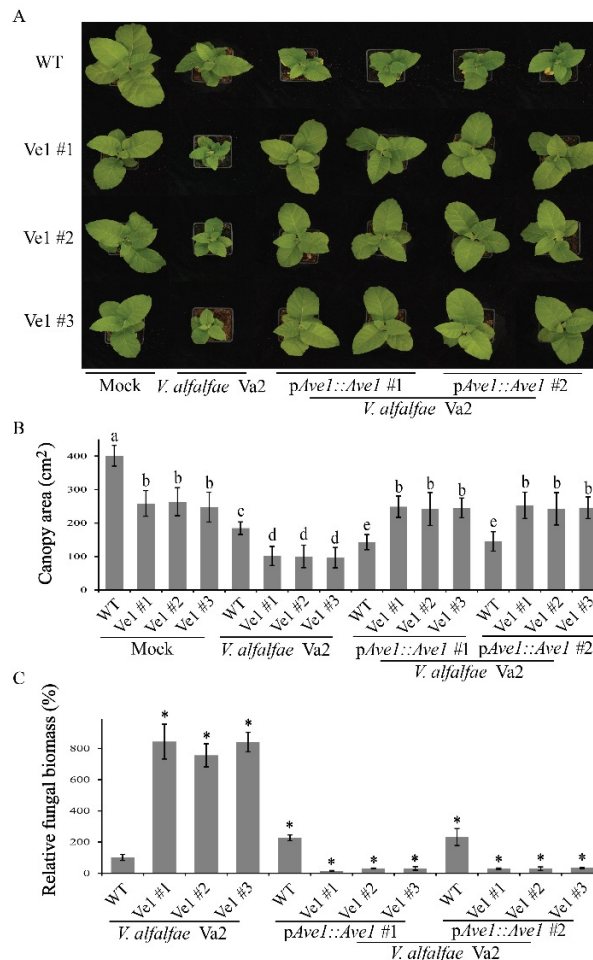 A
WT
Ve1 #1
Ve1 #2
Ve1 #3
Mock V. alfalfae Va2 pAve1::Ave1 #1 pAve1::Ave1 #2
V. alfalfae Va2
B
Canopy area (cm²)
400
300
200
100
0
a b b b c d d d e b b b e b b b
WT Ve1 #1 Ve1 #2 Ve1 #3 WT Ve1 #1 Ve1 #2 Ve1 #3 WT Ve1 #1 Ve1 #2 Ve1 #3 WT Ve1 #1 Ve1 #2 Ve1 #3
Mock V. alfalfae Va2 pAve1::Ave1 #1 pAve1::Ave1 #2
V. alfalfae Va2
C
Relative fungal biomass (%)
800
600
400
200
0
* * * * * * * * * * *
WT Ve1 #1 Ve1 #2 Ve1 #3 WT Ve1 #1 Ve1 #2 Ve1 #3 WT Ve1 #1 Ve1 #2 Ve1 #3
V. alfalfae Va2 pAve1::Ave1 #1 pAve1::Ave1 #2
V. alfalfae Va2